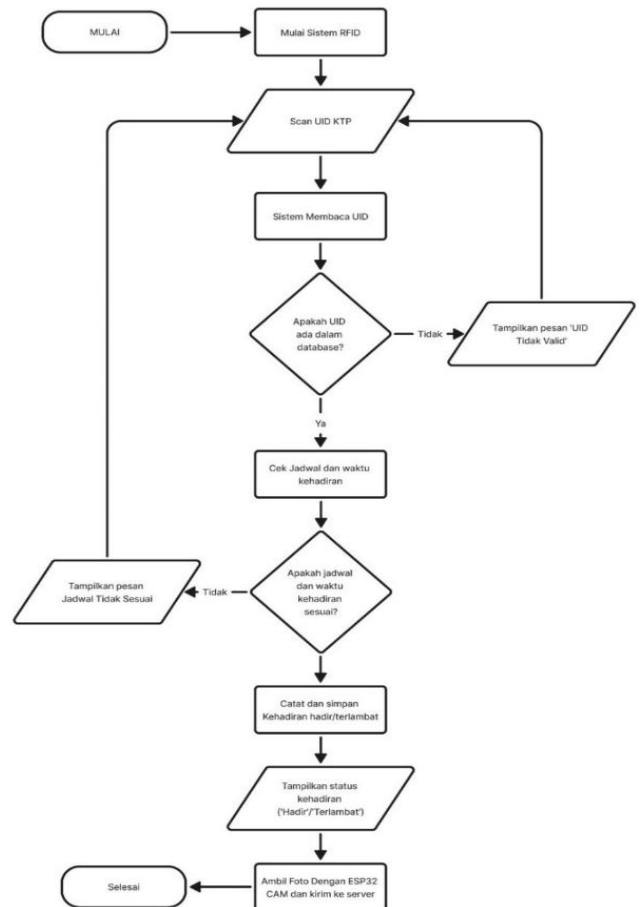 MULAI
Mulai Sistem RFID
Scan UID KTP
Sistem Membaca UID
Apakah UID
ada dalam
database?
Tidak
Tampilkan pesan 'UID
Tidak Valid'
Ya
Cek Jadwal dan waktu
kehadiran
Apakah jadwal
dan waktu
kehadiran
sesuai?
Tidak
Tampilkan pesan
Jadwal Tidak Sesuai
Catat dan simpan
Kehadiran hadir/terlambat
Tampilkan status
kehadiran
('Hadir'/'Terlambat')
Ambil Foto Dengan ESP32
CAM dan kirim ke server
Selesai